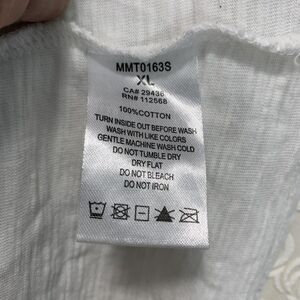 MMT0163S
XL
CA# 29436
RN# 112568
100%COTTON
TURN INSIDE OUT BEFORE WASH
WASH WITH LIKE COLORS
GENTLE MACHINE WASH COLD
DO NOT TUMBLE DRY
DRY FLAT
DO NOT BLEACH
DO NOT IRON